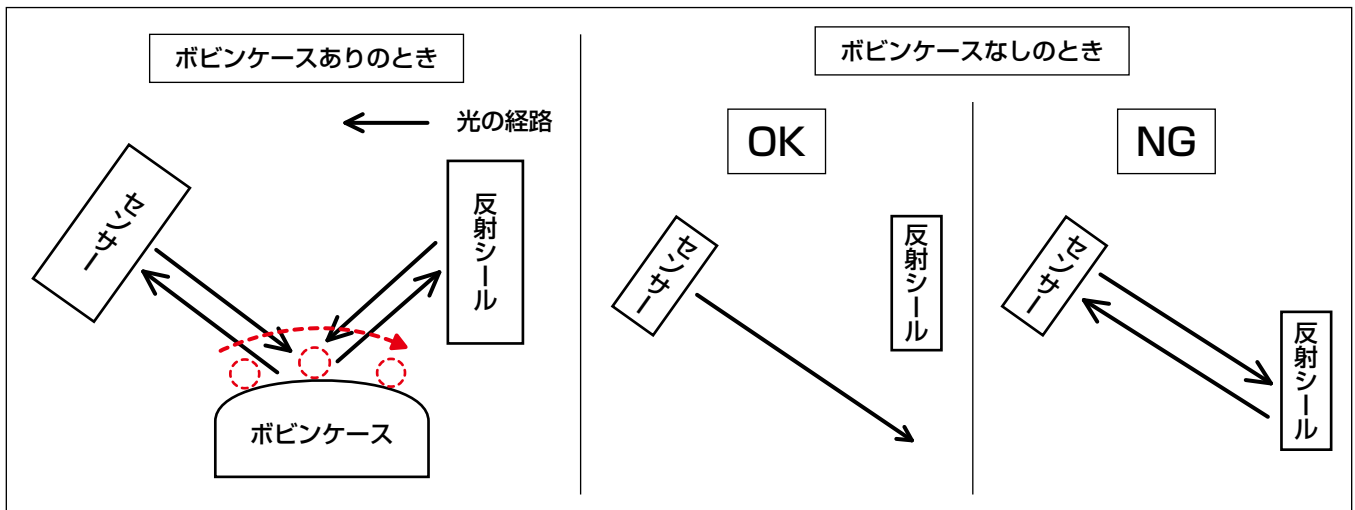 ボビンケースありのとき
光の経路
センサー
反射シール
ボビンケース
ボビンケースなしのとき
OK
センサー
反射シール
NG
センサー
反射シール